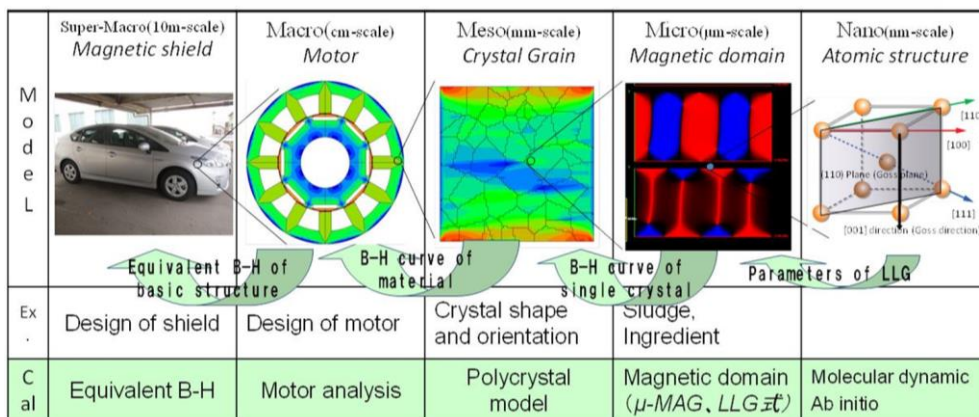 Super-Macro(10m-scale)
Magnetic shield
Macro(cm-scale)
Motor
Meso(mm-scale)
Crystal Grain
Micro(μm-scale)
Magnetic domain
Nano(nm-scale)
Atomic structure
M
o
d
e
L
[110
[100]
(110) Plane (Goss plane)
[111]
[001] direction (Goss direction)
Equivalent B-H of
basic structure
B-H curve of
material
B-H curve of
single crystal
Parameters of LLG
Ex
.
Design of shield
Design of motor
Crystal shape
and orientation
Sludge,
Ingredient
C
al
Equivalent B-H
Motor analysis
Polycrystal
model
Magnetic domain
(μ-MAG、LLG式)
Molecular dynamic
Ab initio